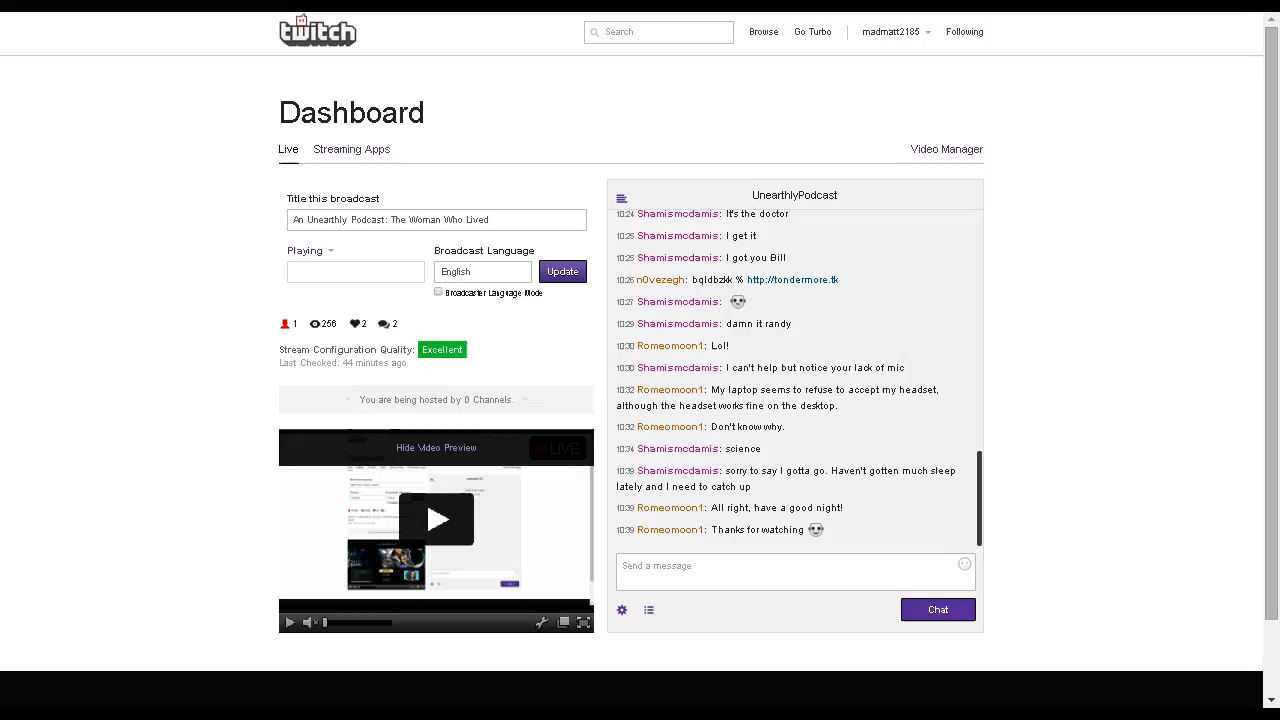 twitch
Search
Browse
Go Turbo
madmatt2185
Following
Dashboard
Live
Streaming Apps
Video Manager
Title this broadcast
An Unearthly Podcast: The Woman Who Lived
Playing
Broadcast Language
English
Update
Broadcaster Language Mode
1 256 2 2
Stream Configuration Quality: Excellent
Last Checked: 44 minutes ago
You are being hosted by 0 Channels.
Hide Video Preview
LIVE
UnearthlyPodcast
10:24 Shamismcdamis: It's the doctor
10:25 Shamismcdamis: I get it
10:25 Shamismcdamis: I got you Bill
10:26 n0vezegh: bqldbzkk % http://tondermore.tk
10:27 Shamismcdamis:
10:29 Shamismcdamis: damn it randy
10:30 Romeomoon1: Lol!
10:30 Shamismcdamis: I can't help but notice your lack of mic
10:32 Romeomoon1: My laptop seems to refuse to accept my headset,
although the headset works fine on the desktop.
10:32 Romeomoon1: Don't know why.
10:34 Shamismcdamis: science
10:39 Shamismcdamis: sorry to say I gotta go. Haven't gotten much sleep
lately and I need to catch up
10:39 Romeomoon1: Alright, have a good night!
10:39 Romeomoon1: Thanks for watching
Send a message
Chat